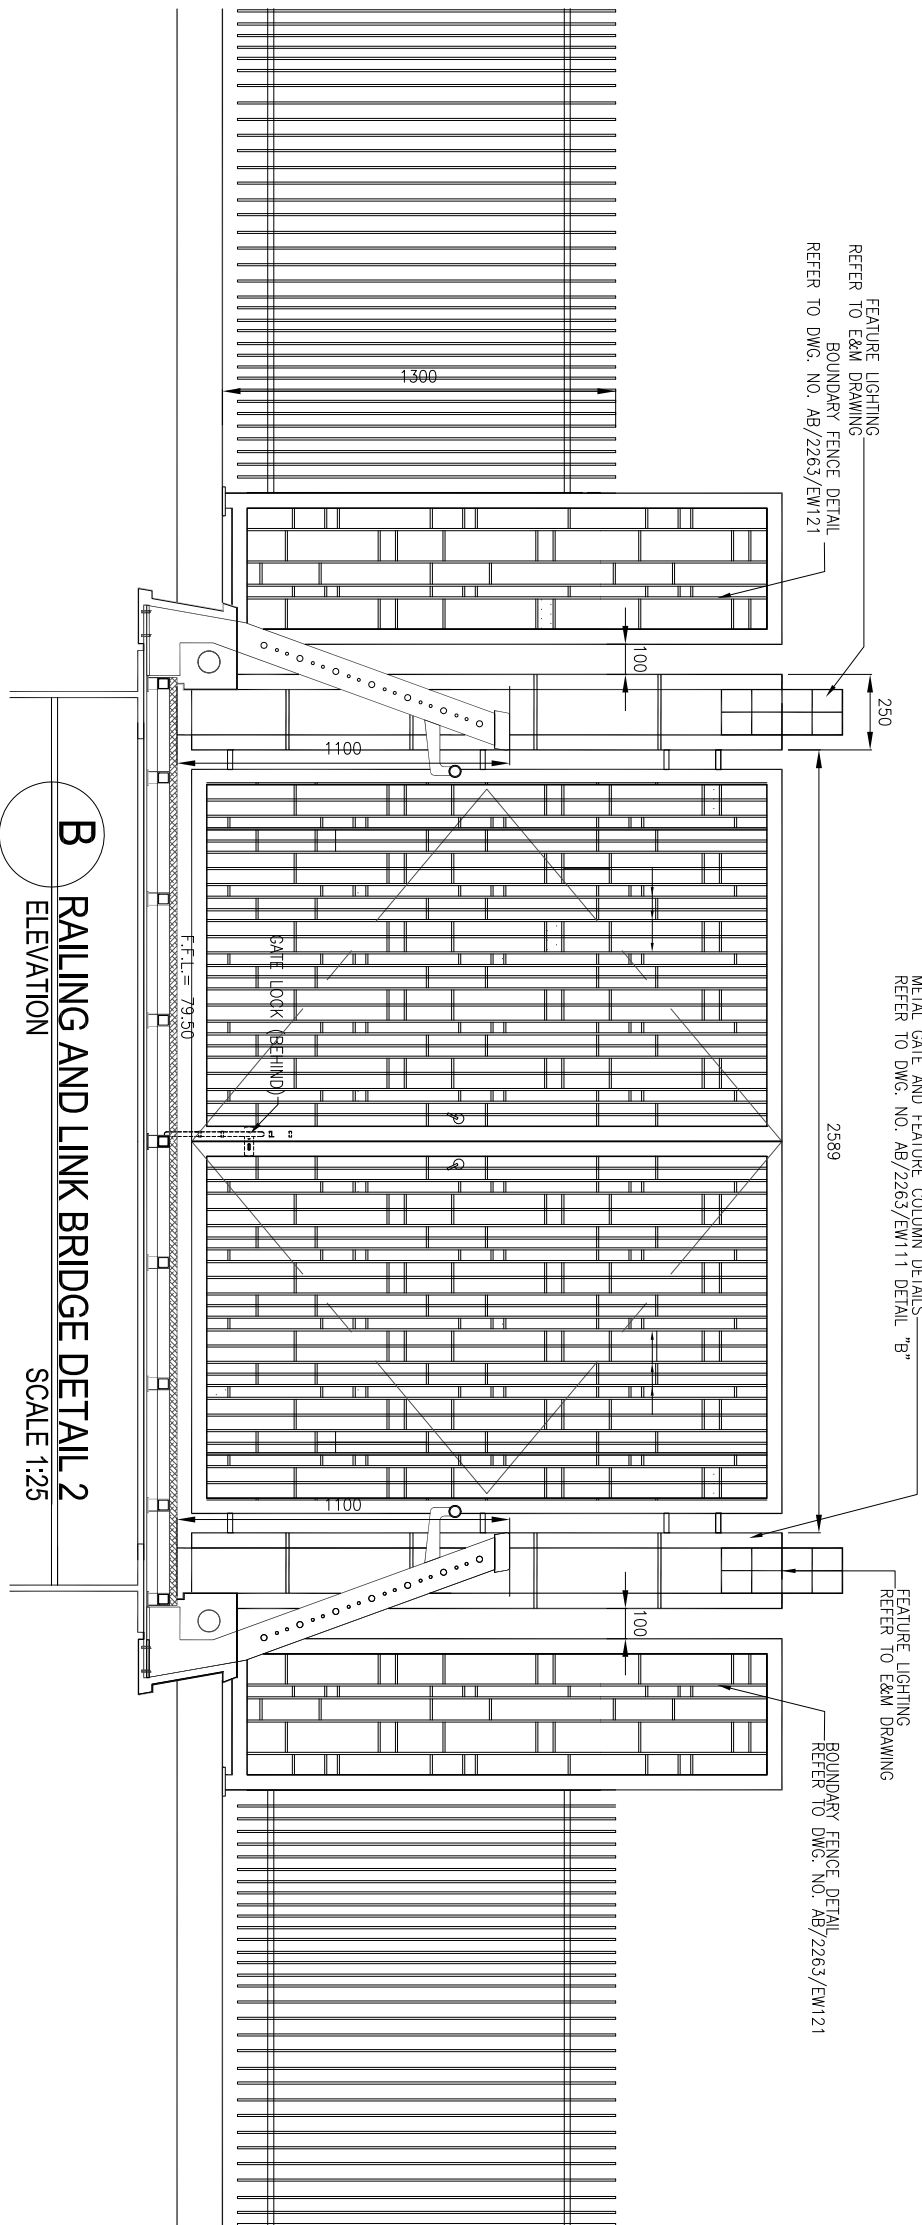 FEATURE LIGHTING
REFER TO E&M DRAWING
BOUNDARY FENCE DETAIL
REFER TO DWG. NO. AB/2263/EW121
METAL GATE AND FEATURE COLUMN DETAILS
REFER TO DWG. NO. AB/2263/EW111 DETAIL "B"
FEATURE LIGHTING
REFER TO E&M DRAWING
BOUNDARY FENCE DETAIL
REFER TO DWG. NO. AB/2263/EW121
250
2589
100
100
1300
1100
1100
GATE LOCK (BEHIND)
F.F.L.= 79.50
B
RAILING AND LINK BRIDGE DETAIL 2
ELEVATION
SCALE 1:25